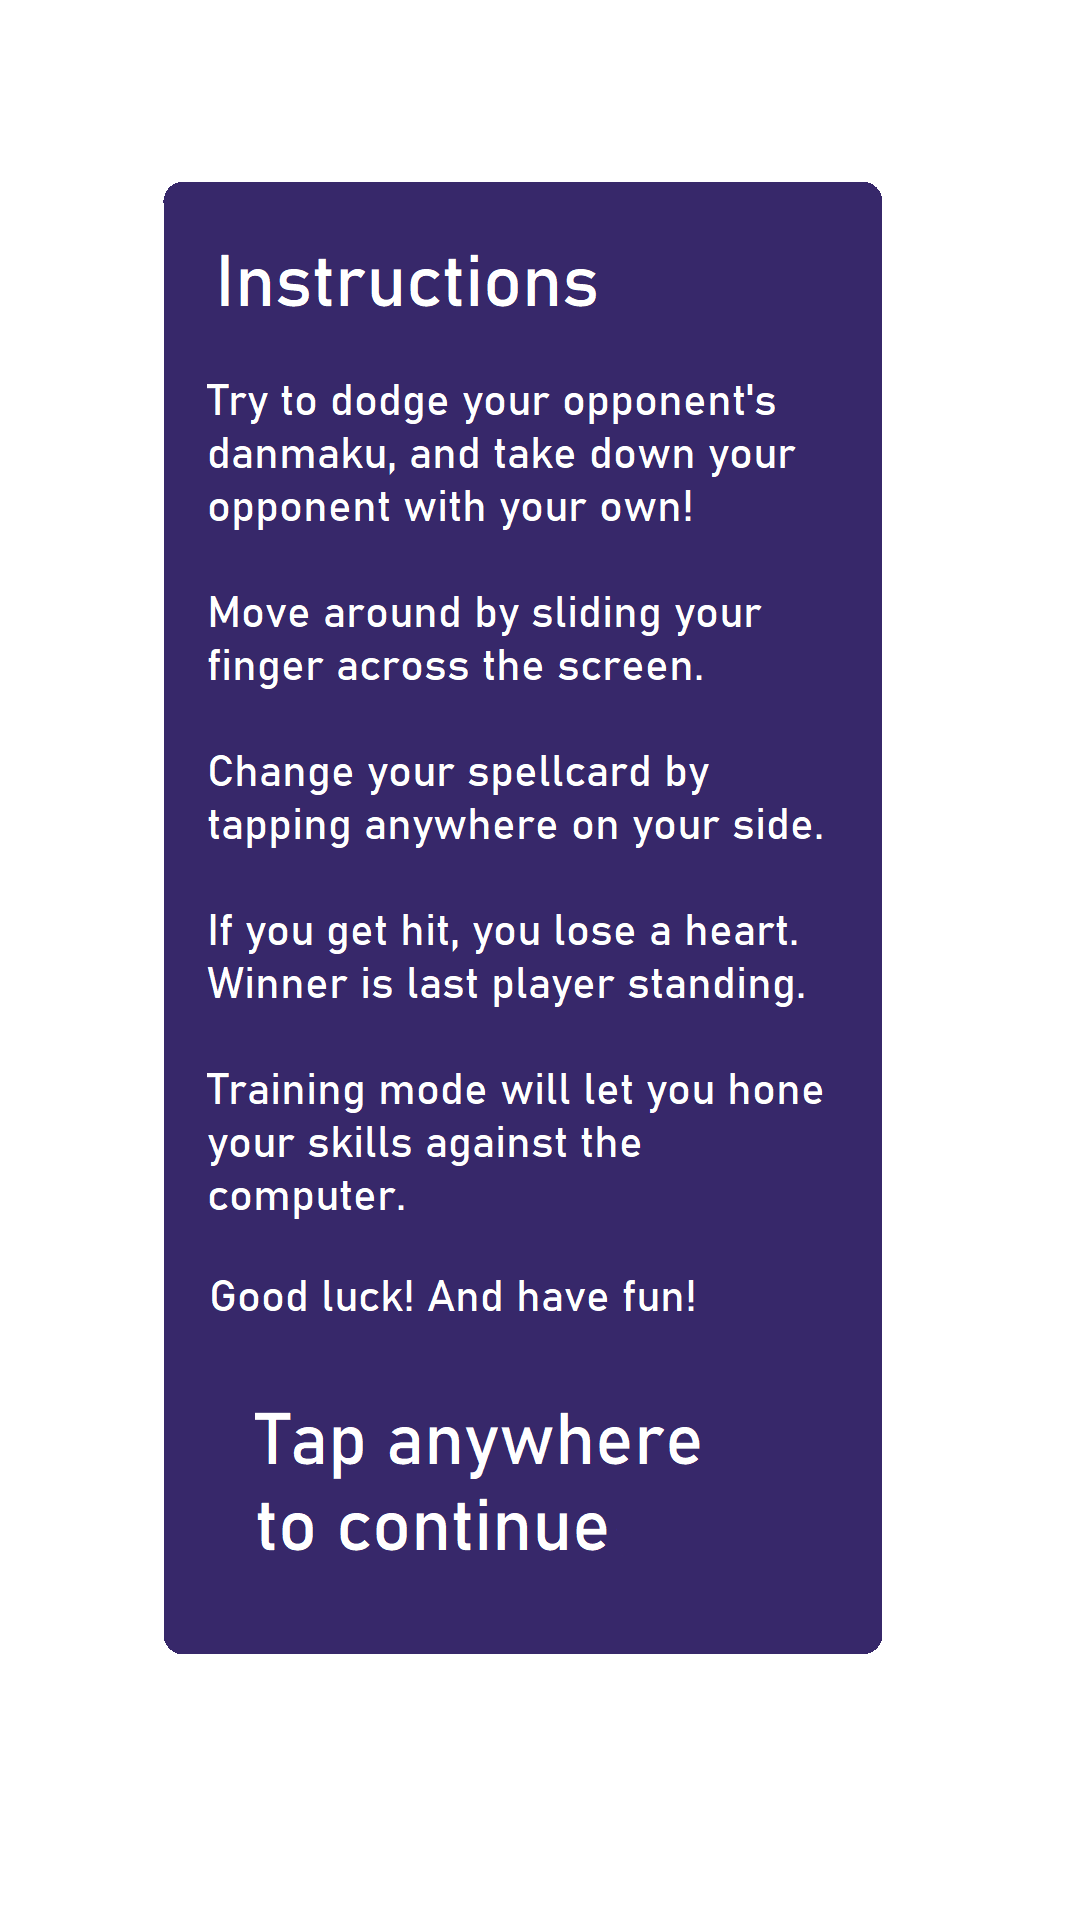 Instructions
Try to dodge your opponent's
danmaku, and take down your
opponent with your own!
Move around by sliding your
finger across the screen.
Change your spellcard by
tapping anywhere on your side.
If you get hit, you lose a heart.
Winner is last player standing.
Training mode will let you hone
your skills against the
computer.
Good luck! And have fun!
Tap anywhere
to continue